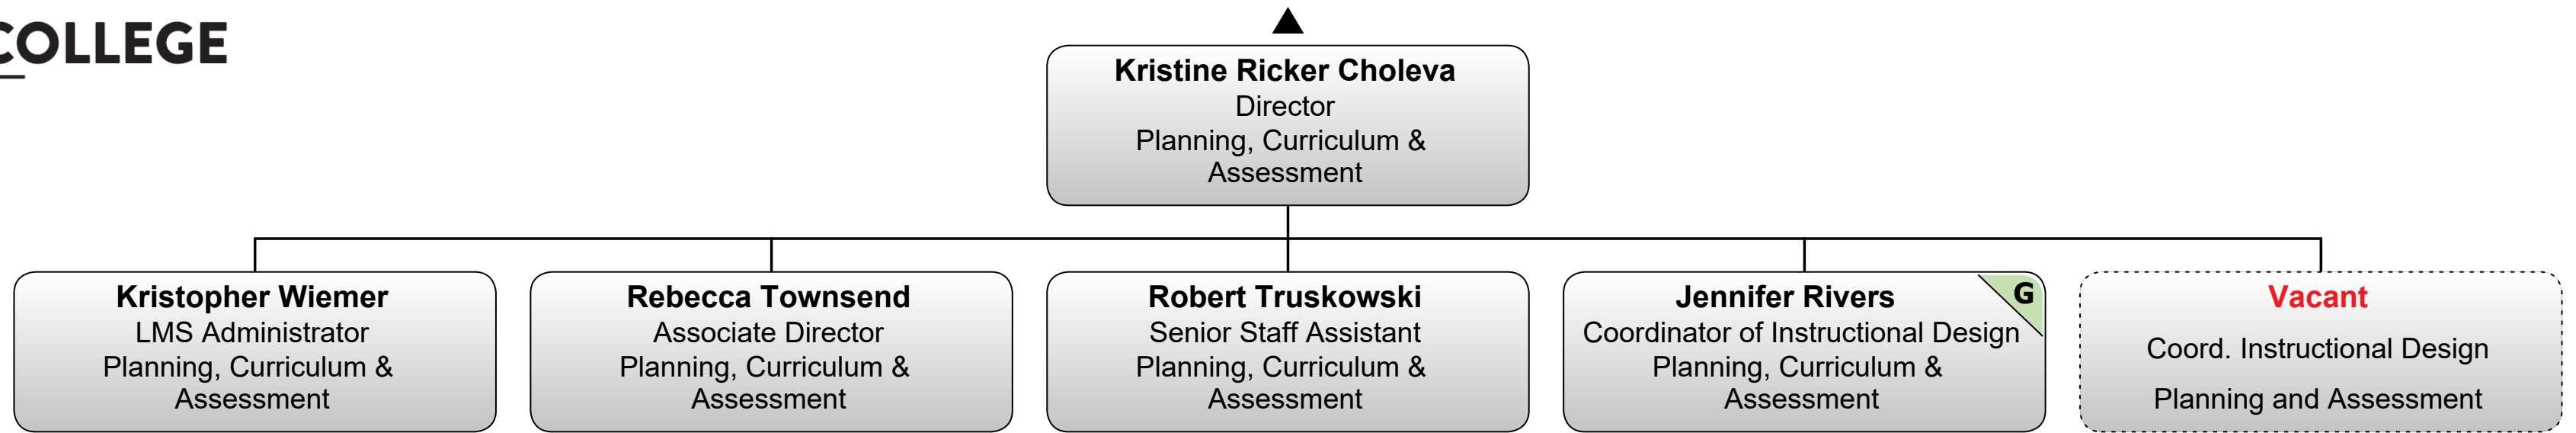 COLLEGE
Kristine Ricker Choleva
Director
Planning, Curriculum &
Assessment
Kristopher Wiemer
LMS Administrator
Planning, Curriculum &
Assessment
Rebecca Townsend
Associate Director
Planning, Curriculum &
Assessment
Robert Truskowski
Senior Staff Assistant
Planning, Curriculum &
Assessment
Jennifer Rivers
G
Coordinator of Instructional Design
Planning, Curriculum &
Assessment
Vacant
Coord. Instructional Design
Planning and Assessment